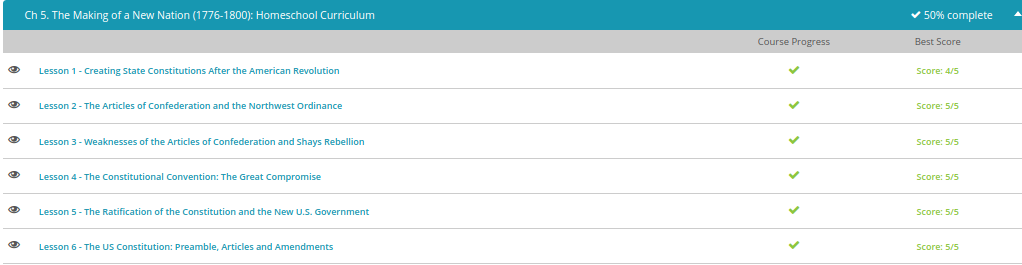 Ch 5. The Making of a New Nation (1776-1800): Homeschool Curriculum 50% complete
Course Progress Best Score
Lesson 1 - Creating State Constitutions After the American Revolution Score: 4/5
Lesson 2 - The Articles of Confederation and the Northwest Ordinance Score: 5/5
Lesson 3 - Weaknesses of the Articles of Confederation and Shays Rebellion Score: 5/5
Lesson 4 - The Constitutional Convention: The Great Compromise Score: 5/5
Lesson 5 - The Ratification of the Constitution and the New U.S. Government Score: 5/5
Lesson 6 - The US Constitution: Preamble, Articles and Amendments Score: 5/5